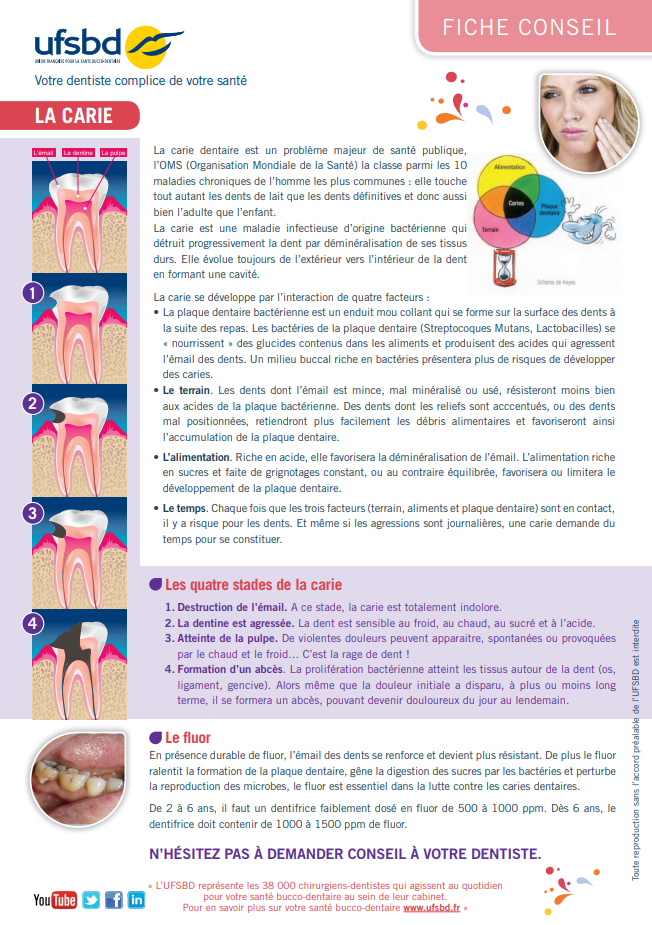 FICHE CONSEIL
ufsbd
UNION FRANÇAISE POUR LA SANTÉ BUCCO-DENTAIRE
Votre dentiste complice de votre santé
LA CARIE
L'émail La dentine La pulpe
1
2
3
4
La carie dentaire est un problème majeur de santé publique,
l'OMS (Organisation Mondiale de la Santé) la classe parmi les 10
maladies chroniques de l'homme les plus communes : elle touche
tout autant les dents de lait que les dents définitives et donc aussi
bien l'adulte que l'enfant.
La carie est une maladie infectieuse d'origine bactérienne qui
détruit progressivement la dent par déminéralisation de ses tissus
durs. Elle évolue toujours de l'extérieur vers l'intérieur de la dent
en formant une cavité.
Alimentation
Caries
Plaque
dentaire
Terrain
Schéma de Keyes
La carie se développe par l'interaction de quatre facteurs :
• La plaque dentaire bactérienne est un enduit mou collant qui se forme sur la surface des dents à
la suite des repas. Les bactéries de la plaque dentaire (Streptocoques Mutans, Lactobacilles) se
« nourrissent » des glucides contenus dans les aliments et produisent des acides qui agressent
l'émail des dents. Un milieu buccal riche en bactéries présentera plus de risques de développer
des caries.
• Le terrain. Les dents dont l'émail est mince, mal minéralisé ou usé, résisteront moins bien
aux acides de la plaque bactérienne. Des dents dont les reliefs sont acccentués, ou des dents
mal positionnées, retiendront plus facilement les débris alimentaires et favoriseront ainsi
l'accumulation de la plaque dentaire.
• L'alimentation. Riche en acide, elle favorisera la déminéralisation de l'émail. L'alimentation riche
en sucres et faite de grignotages constant, ou au contraire équilibrée, favorisera ou limitera le
développement de la plaque dentaire.
• Le temps. Chaque fois que les trois facteurs (terrain, aliments et plaque dentaire) sont en contact,
il y a risque pour les dents. Et même si les agressions sont journalières, une carie demande du
temps pour se constituer.
Les quatre stades de la carie
1. Destruction de l'émail. A ce stade, la carie est totalement indolore.
2. La dentine est agressée. La dent est sensible au froid, au chaud, au sucré et à l'acide.
3. Atteinte de la pulpe. De violentes douleurs peuvent apparaitre, spontanées ou provoquées
par le chaud et le froid... C'est la rage de dent !
4. Formation d'un abcès. La prolifération bactérienne atteint les tissus autour de la dent (os,
ligament, gencive). Alors même que la douleur initiale a disparu, à plus ou moins long
terme, il se formera un abcès, pouvant devenir douloureux du jour au lendemain.
Le fluor
En présence durable de fluor, l'émail des dents se renforce et devient plus résistant. De plus le fluor
ralentit la formation de la plaque dentaire, gêne la digestion des sucres par les bactéries et perturbe
la reproduction des microbes, le fluor est essentiel dans la lutte contre les caries dentaires.
De 2 à 6 ans, il faut un dentifrice faiblement dosé en fluor de 500 à 1000 ppm. Dès 6 ans, le
dentifrice doit contenir de 1000 à 1500 ppm de fluor.
N'HÉSITEZ PAS À DEMANDER CONSEIL À VOTRE DENTISTE.
You Tube
f
in
« L'UFSBD représente les 38 000 chirurgiens-dentistes qui agissent au quotidien
pour votre santé bucco-dentaire au sein de leur cabinet.
Pour en savoir plus sur votre santé bucco-dentaire www.ufsbd.fr »
Toute reproduction sans l'accord préalable de l'UFSBD est interdite